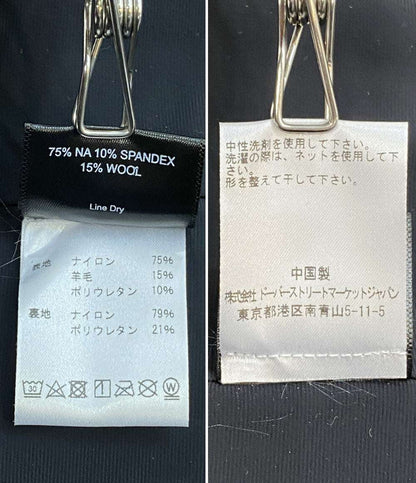 75% NA 10% SPANDEX
15% WOOL
Line Dry
表地 ナイロン 75%
羊毛 15%
ポリウレタン 10%
裏地 ナイロン 79%
ポリウレタン 21%
30
W
中性洗剤を使用して下さい。
洗濯の際は、ネットを使用して下
さい。
形を整えて干して下さい。
中国製
株式会社 ドーバーストリートマーケットジャパン
東京都港区南青山5-11-5